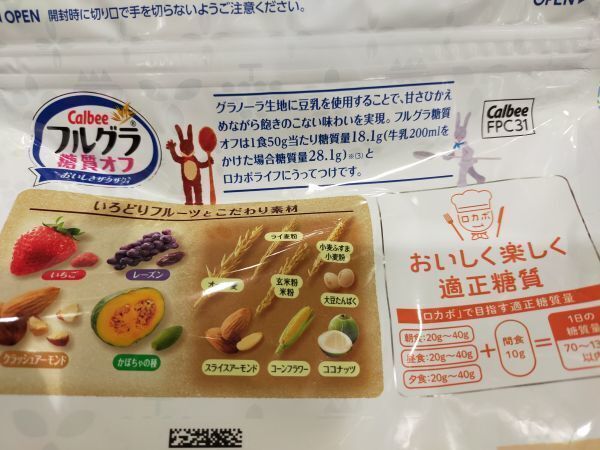 OPEN 開封時に切り口で手を切らないようご注意ください。
OPEN
Calbee
フルグラ
糖質オフ
おいしさザクザク
グラノーラ生地に豆乳を使用することで、甘さひかえ
めながら飽きのこない味わいを実現。フルグラ糖質
オフは1食50g当たり糖質量18.1g(牛乳200mlを
かけた場合糖質量28.1g)※(3)と
ロカボライフにうってつけです。
Calbee
FPC31
いろどりフルーツとこだわり素材
いちご
レーズン
クラッシュアーモンド
かぼちゃの種
ライ麦粉
小麦ふすま
小麦粉
玄米粉
米粉
大豆たんぱく
スライスアーモンド
コーンフラワー
ココナッツ
ロカボ
おいしく楽しく
適正糖質
「ロカボ」で目指す適正糖質量
朝食:20g~40g
昼食:20g~40g
夕食:20g~40g
+
間食
10g
=
1日の
糖質量
70~13
以内